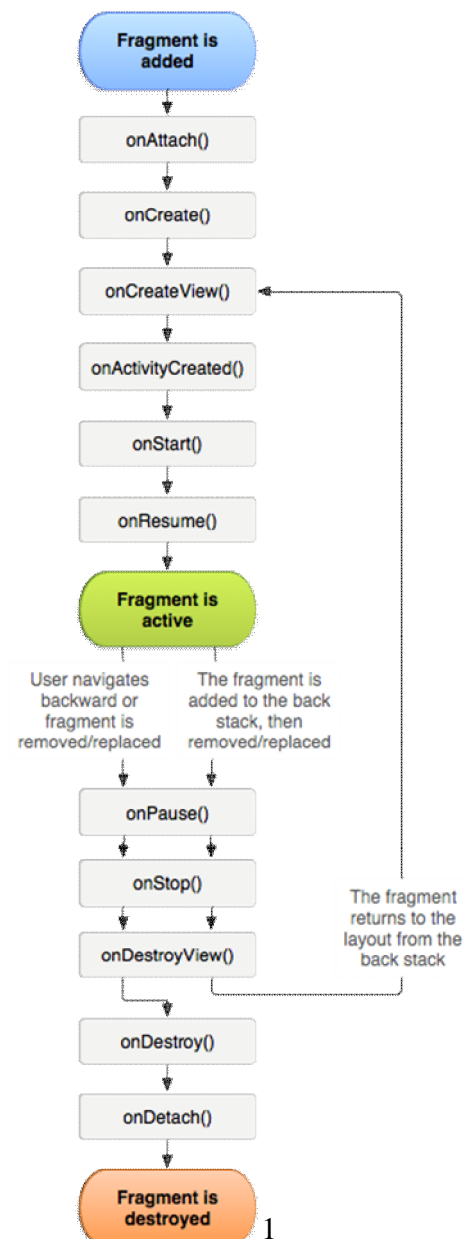 Fragment is
added
onAttach()
onCreate()
onCreateView()
onActivityCreated()
onStart()
onResume()
Fragment is
active
User navigates
backward or
fragment is
removed/replaced
The fragment is
added to the back
stack, then
removed/replaced
onPause()
onStop()
onDestroyView()
The fragment
returns to the
layout from the
back stack
onDestroy()
onDetach()
Fragment is
destroyed
1